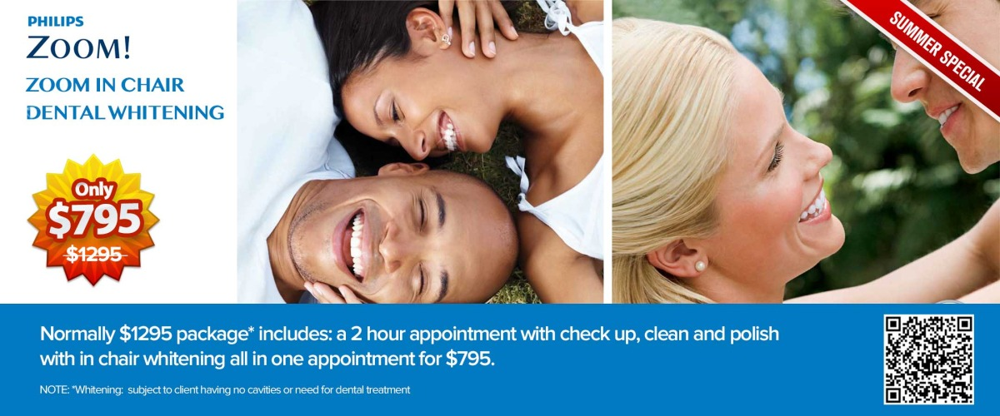 PHILIPS
ZOOM!
ZOOM IN CHAIR
DENTAL WHITENING
Only
$795
$1295
SUMMER SPECIAL
Normally $1295 package* includes: a 2 hour appointment with check up, clean and polish
with in chair whitening all in one appointment for $795.
NOTE: *Whitening: subject to client having no cavities or need for dental treatment